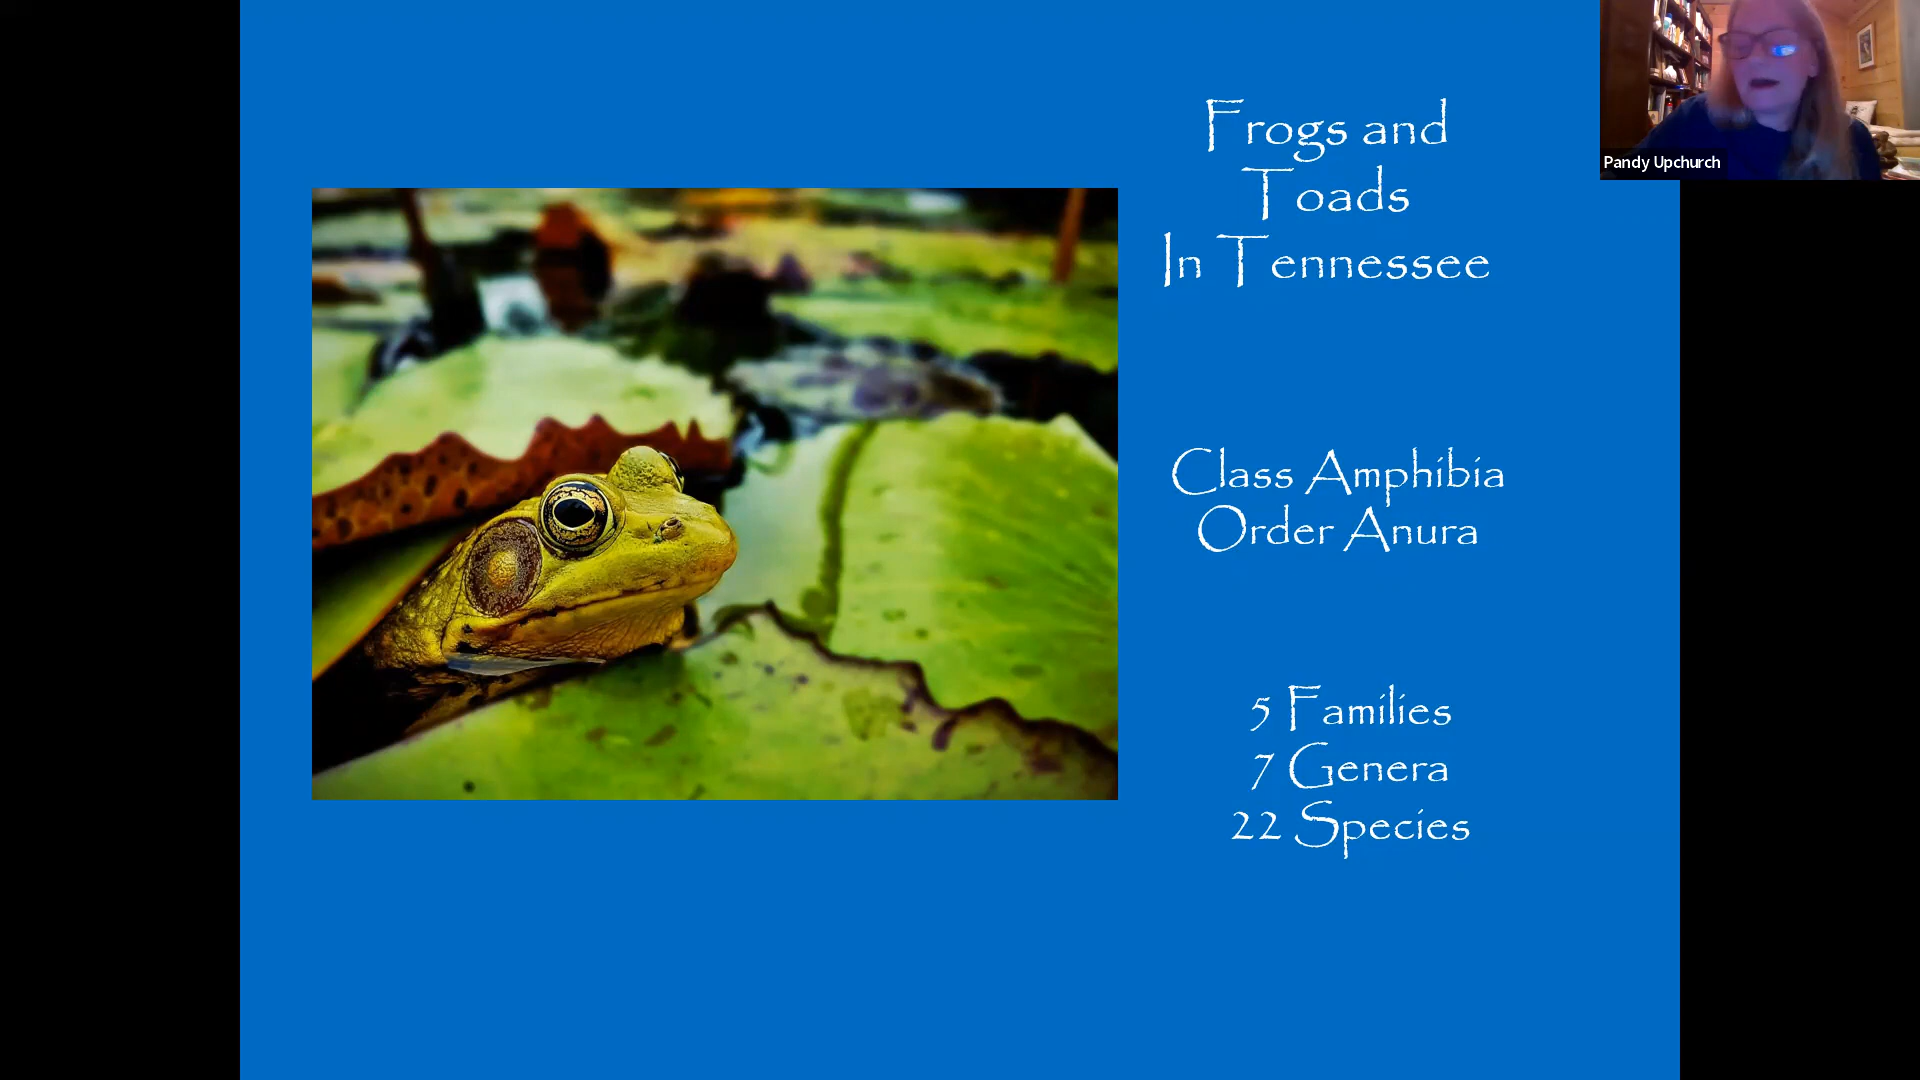 Frogs and
Toads
In Tennessee
Class Amphibia
Order Anura
5 Families
7 Genera
22 Species
Pandy Upchurch